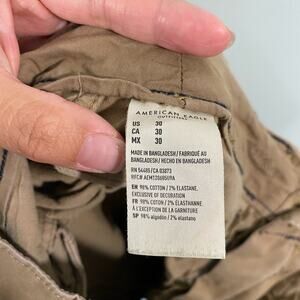 AMERICAN EAGLE
OUTFITTERS
US 30
CA 30
MX 30
MADE IN BANGLADESH/ FABRIQUÉ AU
BANGLADESH/ HECHO EN BANGLADESH
RN 54485/CA 03073
EN 98% COTTON / 2% ELASTANE.
EXCLUSIVE OF DECORATION
FR 98% COTON / 2% ÉLASTHANNE
À L'EXCEPTION DE LA GARNITURE
SP 98% algodón / 2% elastano